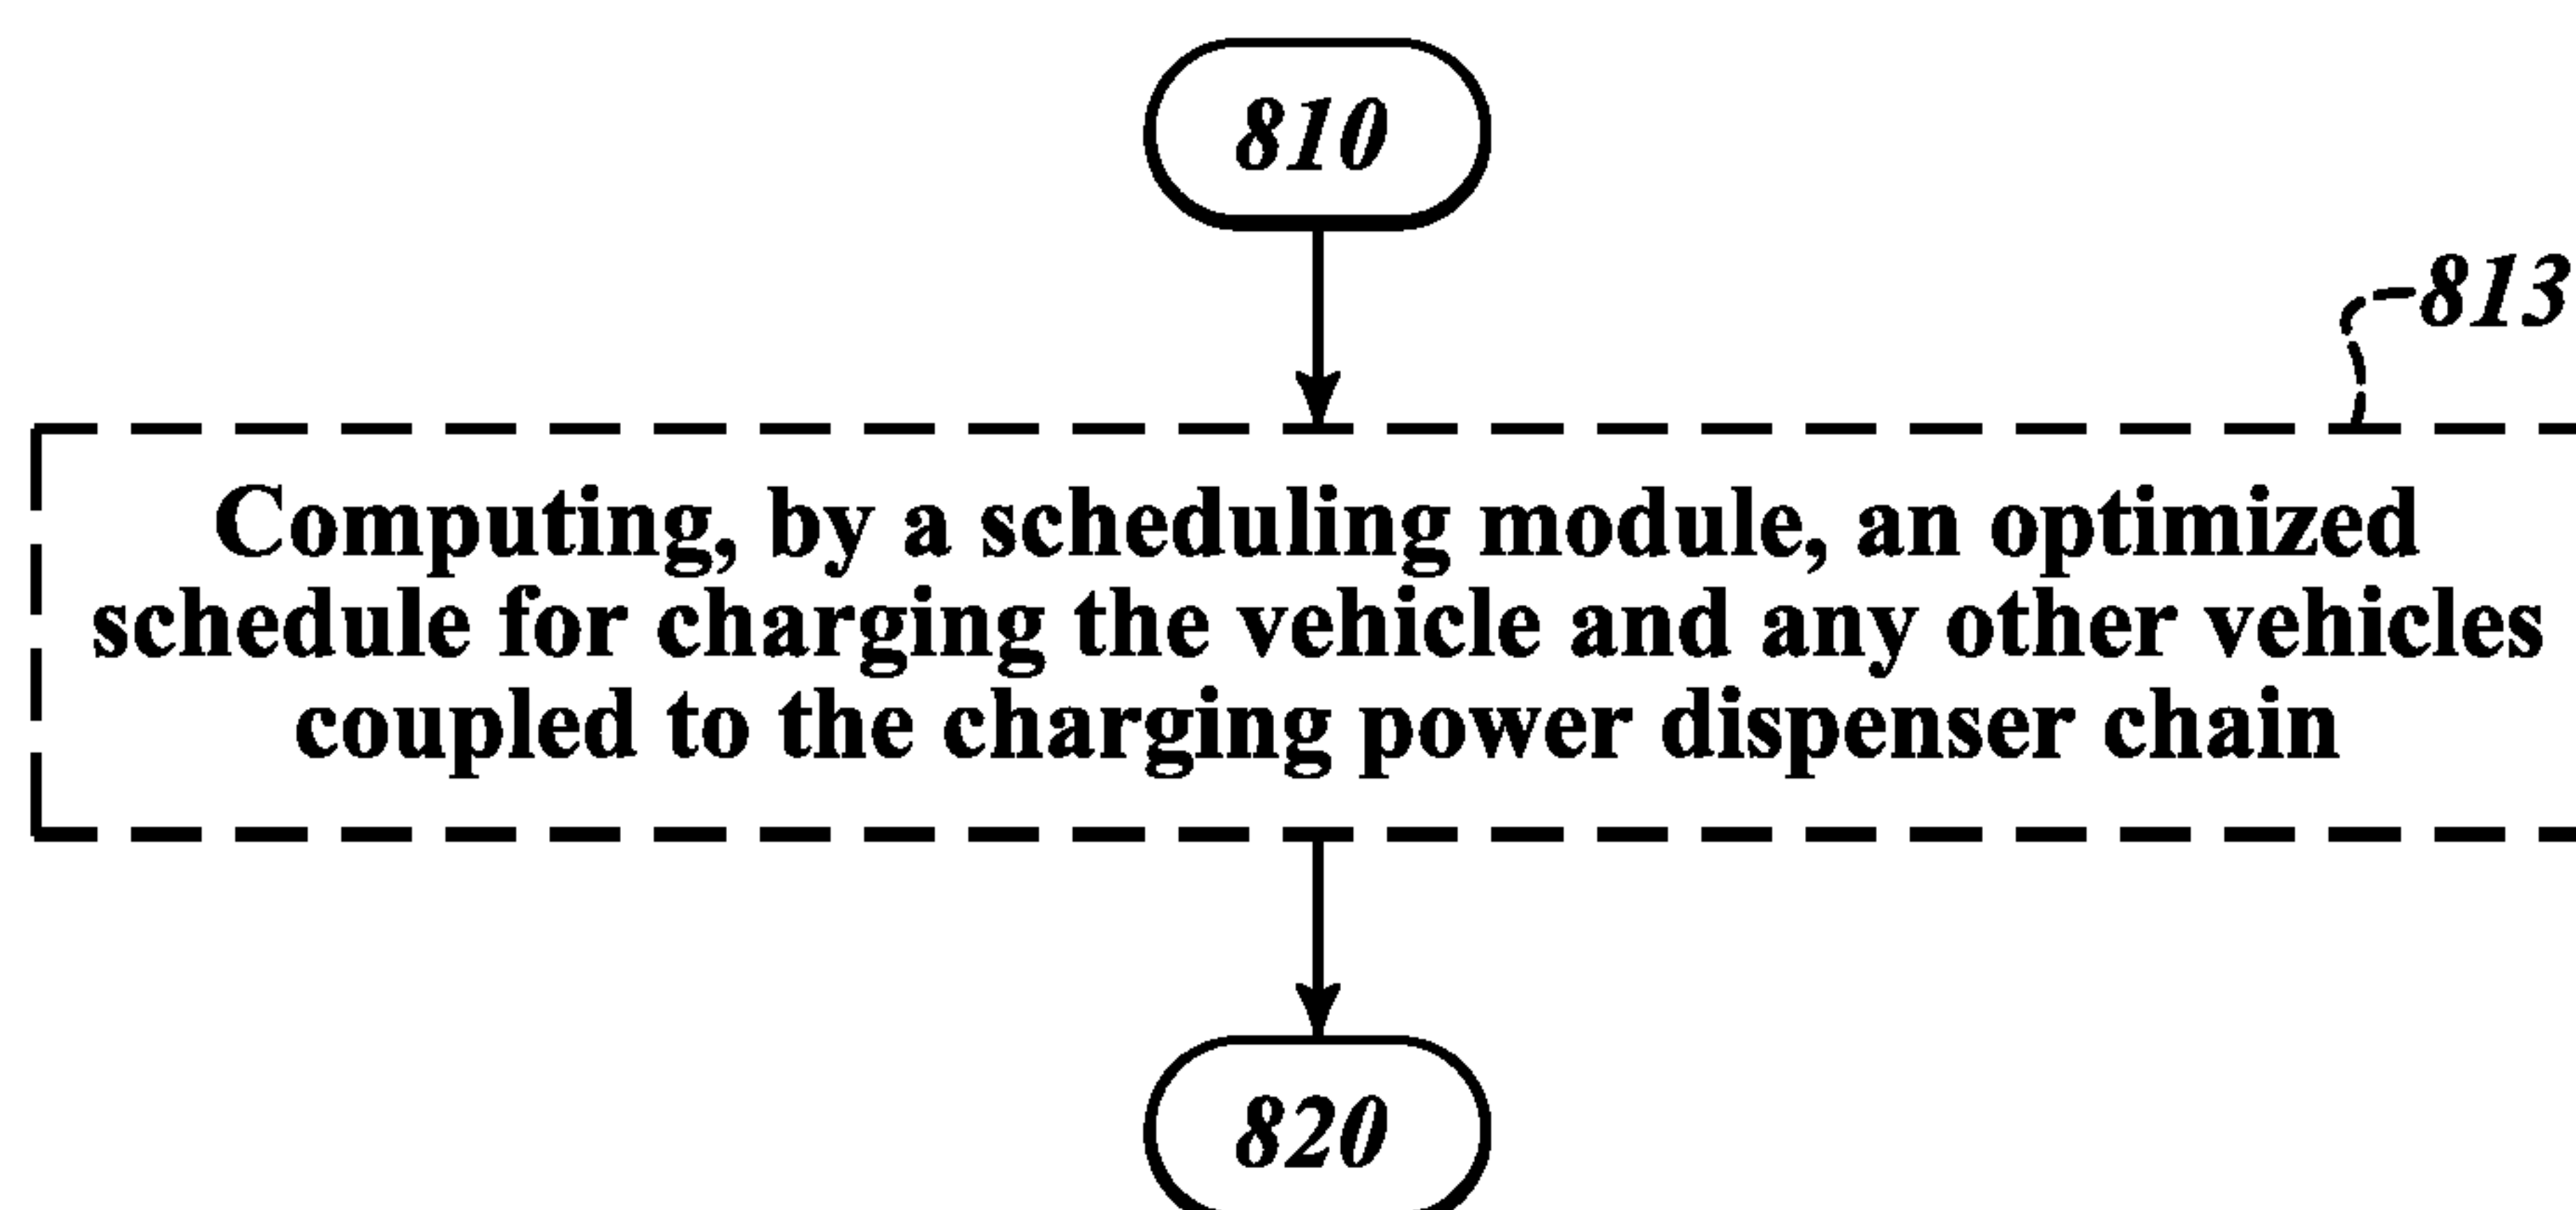 810
813
Computing, by a scheduling module, an optimized
schedule for charging the vehicle and any other vehicles
coupled to the charging power dispenser chain
820